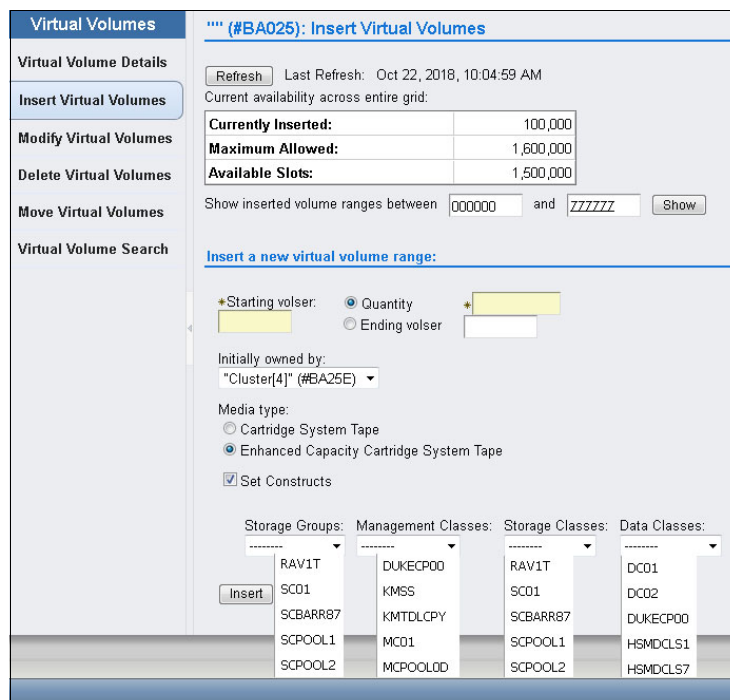 Virtual Volumes
Virtual Volume Details
Insert Virtual Volumes
Modify Virtual Volumes
Delete Virtual Volumes
Move Virtual Volumes
Virtual Volume Search
"" (#BA025): Insert Virtual Volumes
Refresh Last Refresh: Oct 22, 2018, 10:04:59 AM
Current availability across entire grid:
Currently Inserted: 100,000
Maximum Allowed: 1,600,000
Available Slots: 1,500,000
Show inserted volume ranges between 000000 and ZZZZZZ Show
Insert a new virtual volume range:
*Starting volser: Quantity *
Ending volser
Initially owned by:
"Cluster[4]" (#BA25E)
Media type:
Cartridge System Tape
Enhanced Capacity Cartridge System Tape
Set Constructs
Storage Groups: Management Classes: Storage Classes: Data Classes:
-------- -------- -------- --------
RAV1T DUKECP00 RAV1T DC01
Insert SC01 KMSS SC01 DC02
SCBARR87 KMTDLCPY SCBARR87 DUKECP00
SCPOOL1 MC01 SCPOOL1 HSMDCLS1
SCPOOL2 MCPOOL0D SCPOOL2 HSMDCLS7